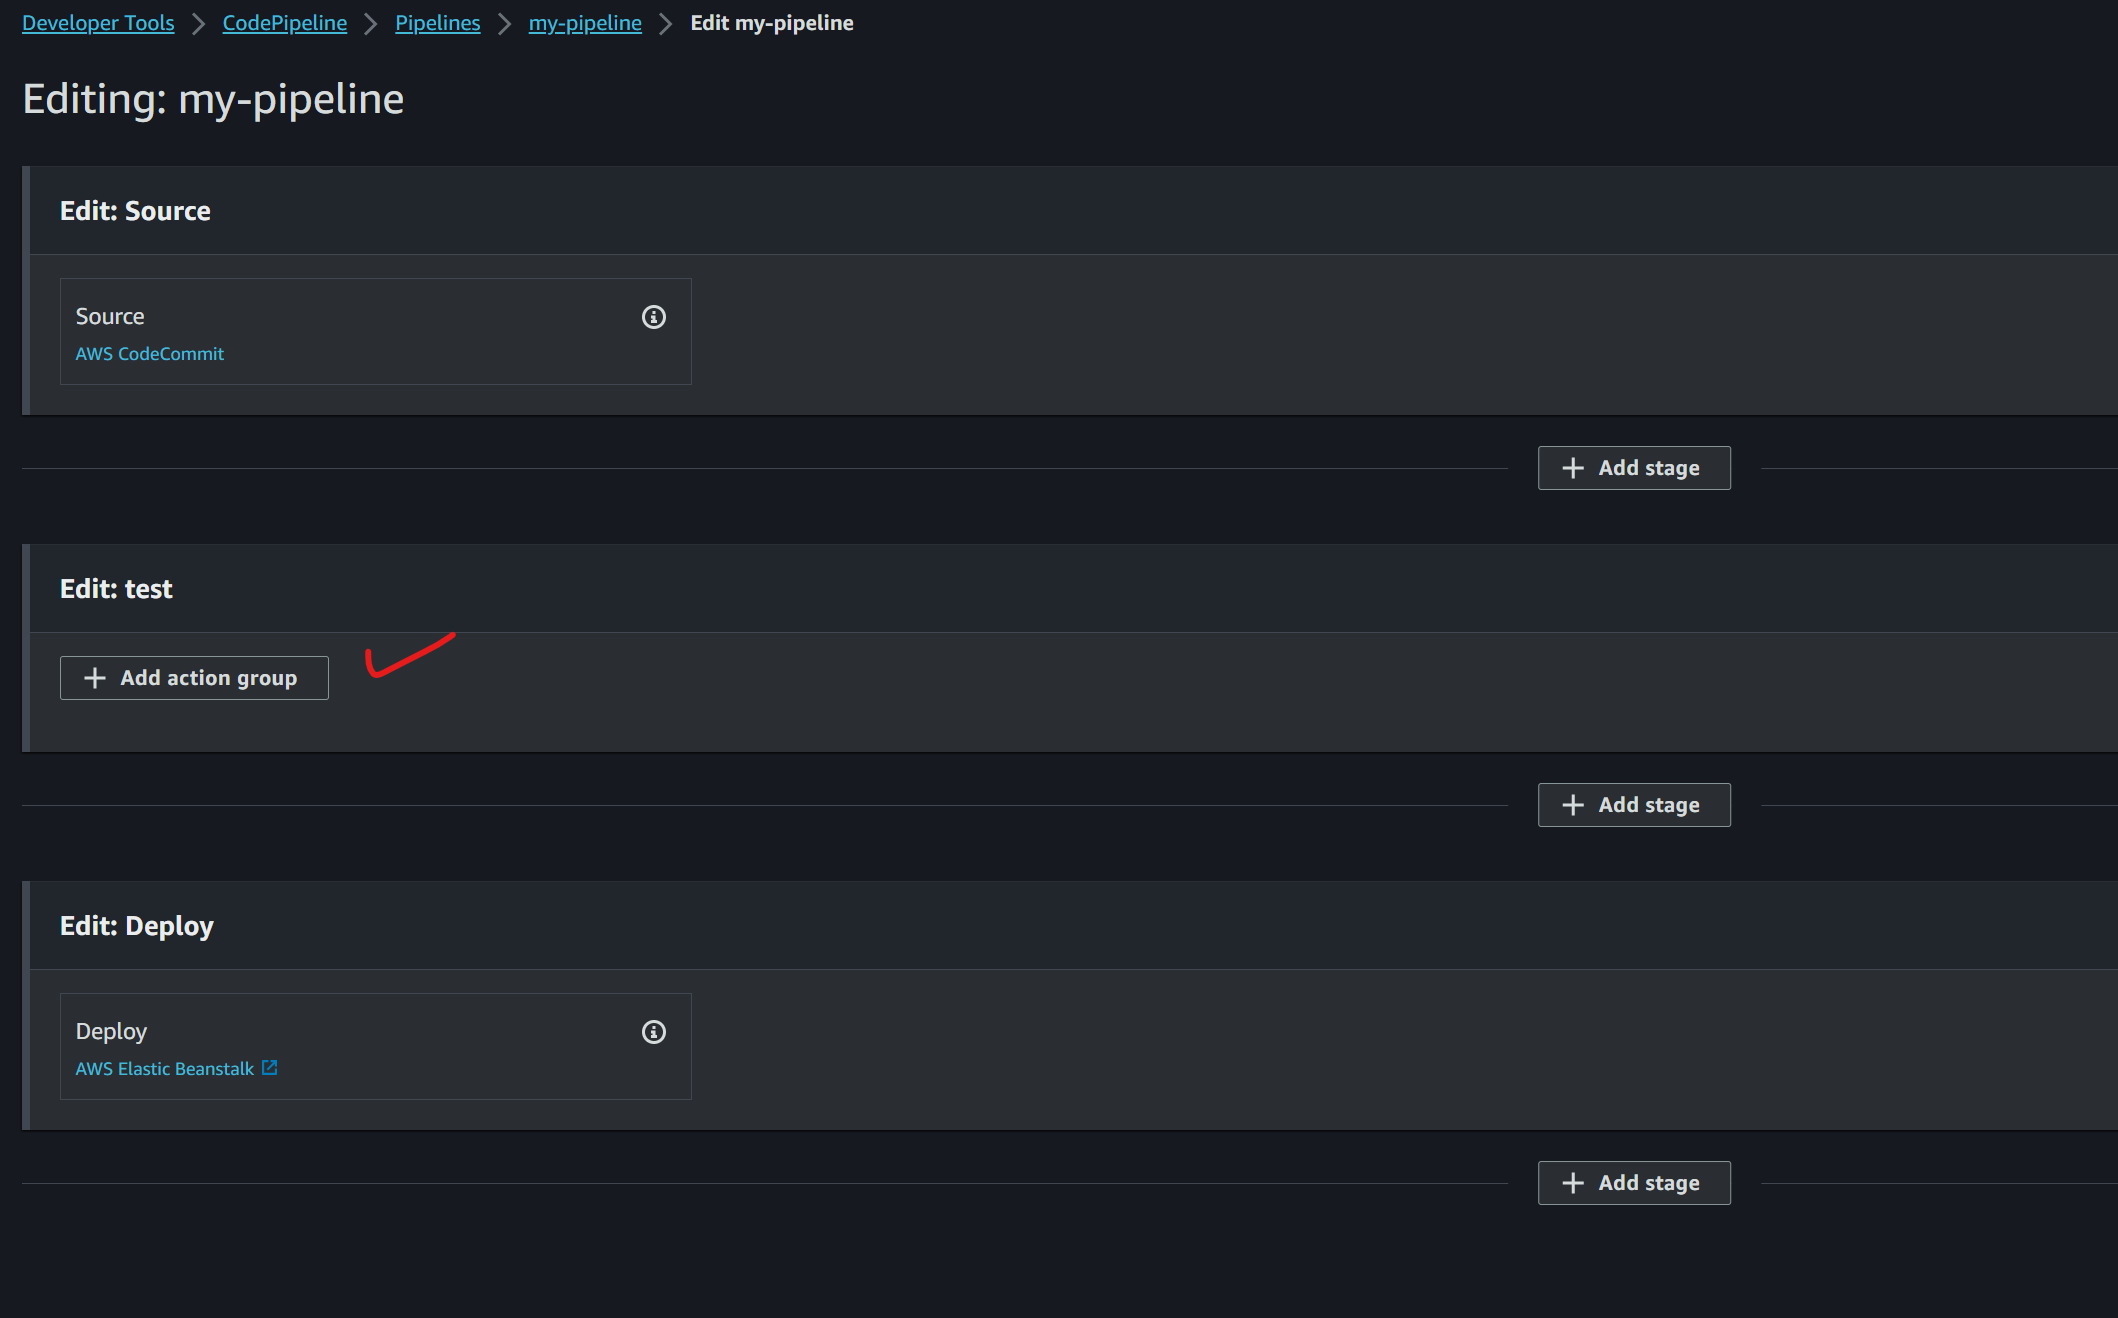 Developer Tools > CodePipeline > Pipelines > my-pipeline > Edit my-pipeline
Editing: my-pipeline
Edit: Source
Source
AWS CodeCommit
+ Add stage
Edit: test
+ Add action group
+ Add stage
Edit: Deploy
Deploy
AWS Elastic Beanstalk
+ Add stage